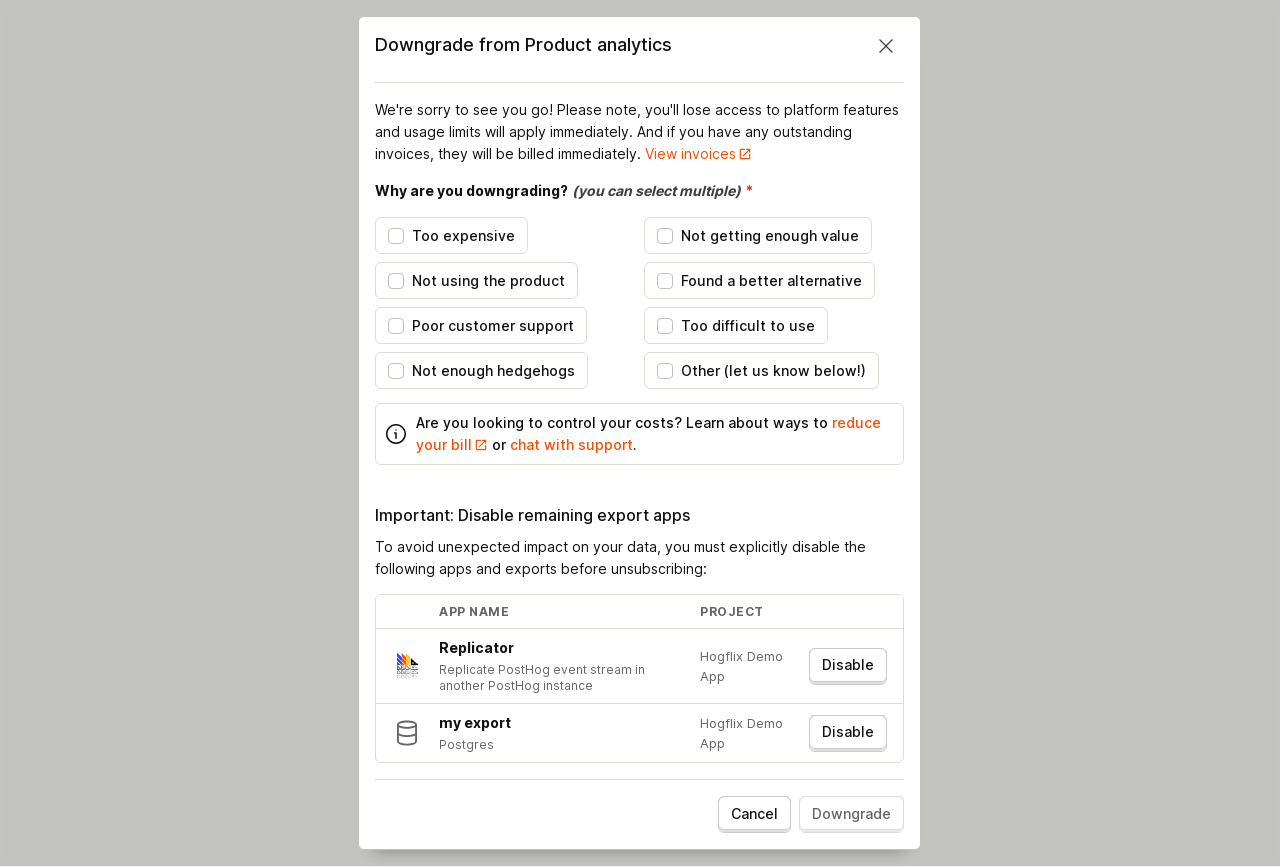 Downgrade from Product analytics
We're sorry to see you go! Please note, you'll lose access to platform features
and usage limits will apply immediately. And if you have any outstanding
invoices, they will be billed immediately. View invoices
Why are you downgrading? (you can select multiple) *
Too expensive
Not getting enough value
Not using the product
Found a better alternative
Poor customer support
Too difficult to use
Not enough hedgehogs
Other (let us know below!)
Are you looking to control your costs? Learn about ways to reduce
your bill or chat with support.
Important: Disable remaining export apps
To avoid unexpected impact on your data, you must explicitly disable the
following apps and exports before unsubscribing:
APP NAME
PROJECT
Replicator
Replicate PostHog event stream in
another PostHog instance
Hogflix Demo
App
Disable
my export
Postgres
Hogflix Demo
App
Disable
Cancel
Downgrade